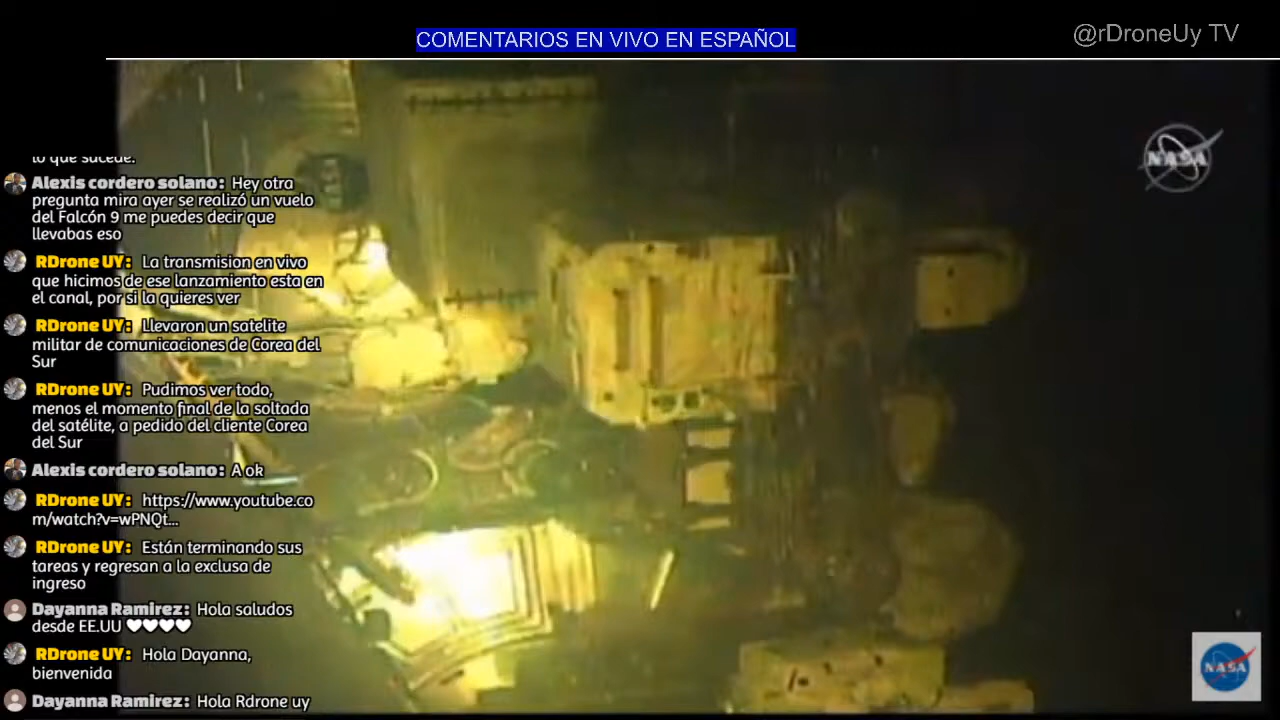 COMENTARIOS EN VIVO EN ESPAÑOL
@rDroneUy TV
lo que sucede.
Alexis cordero solano: Hey otra
pregunta mira ayer se realizó un vuelo
del Falcón 9 me puedes decir que
llevabas eso
RDrone UY: La transmision en vivo
que hicimos de ese lanzamiento esta en
el canal, por si la quieres ver
RDrone UY: Llevaron un satelite
militar de comunicaciones de Corea del
Sur
RDrone UY: Pudimos ver todo,
menos el momento final de la soltada
del satélite, a pedido del cliente Corea
del Sur
Alexis cordero solano: A ok
RDrone UY: https://www.youtube.co
m/watch?v=wPNQt...
RDrone UY: Están terminando sus
tareas y regresan a la exclusa de
ingreso
Dayanna Ramirez: Hola saludos
desde EE.UU 🤍🤍🤍🤍
RDrone UY: Hola Dayanna,
bienvenida
Dayanna Ramirez: Hola Rdrone uy
NASA
NASA